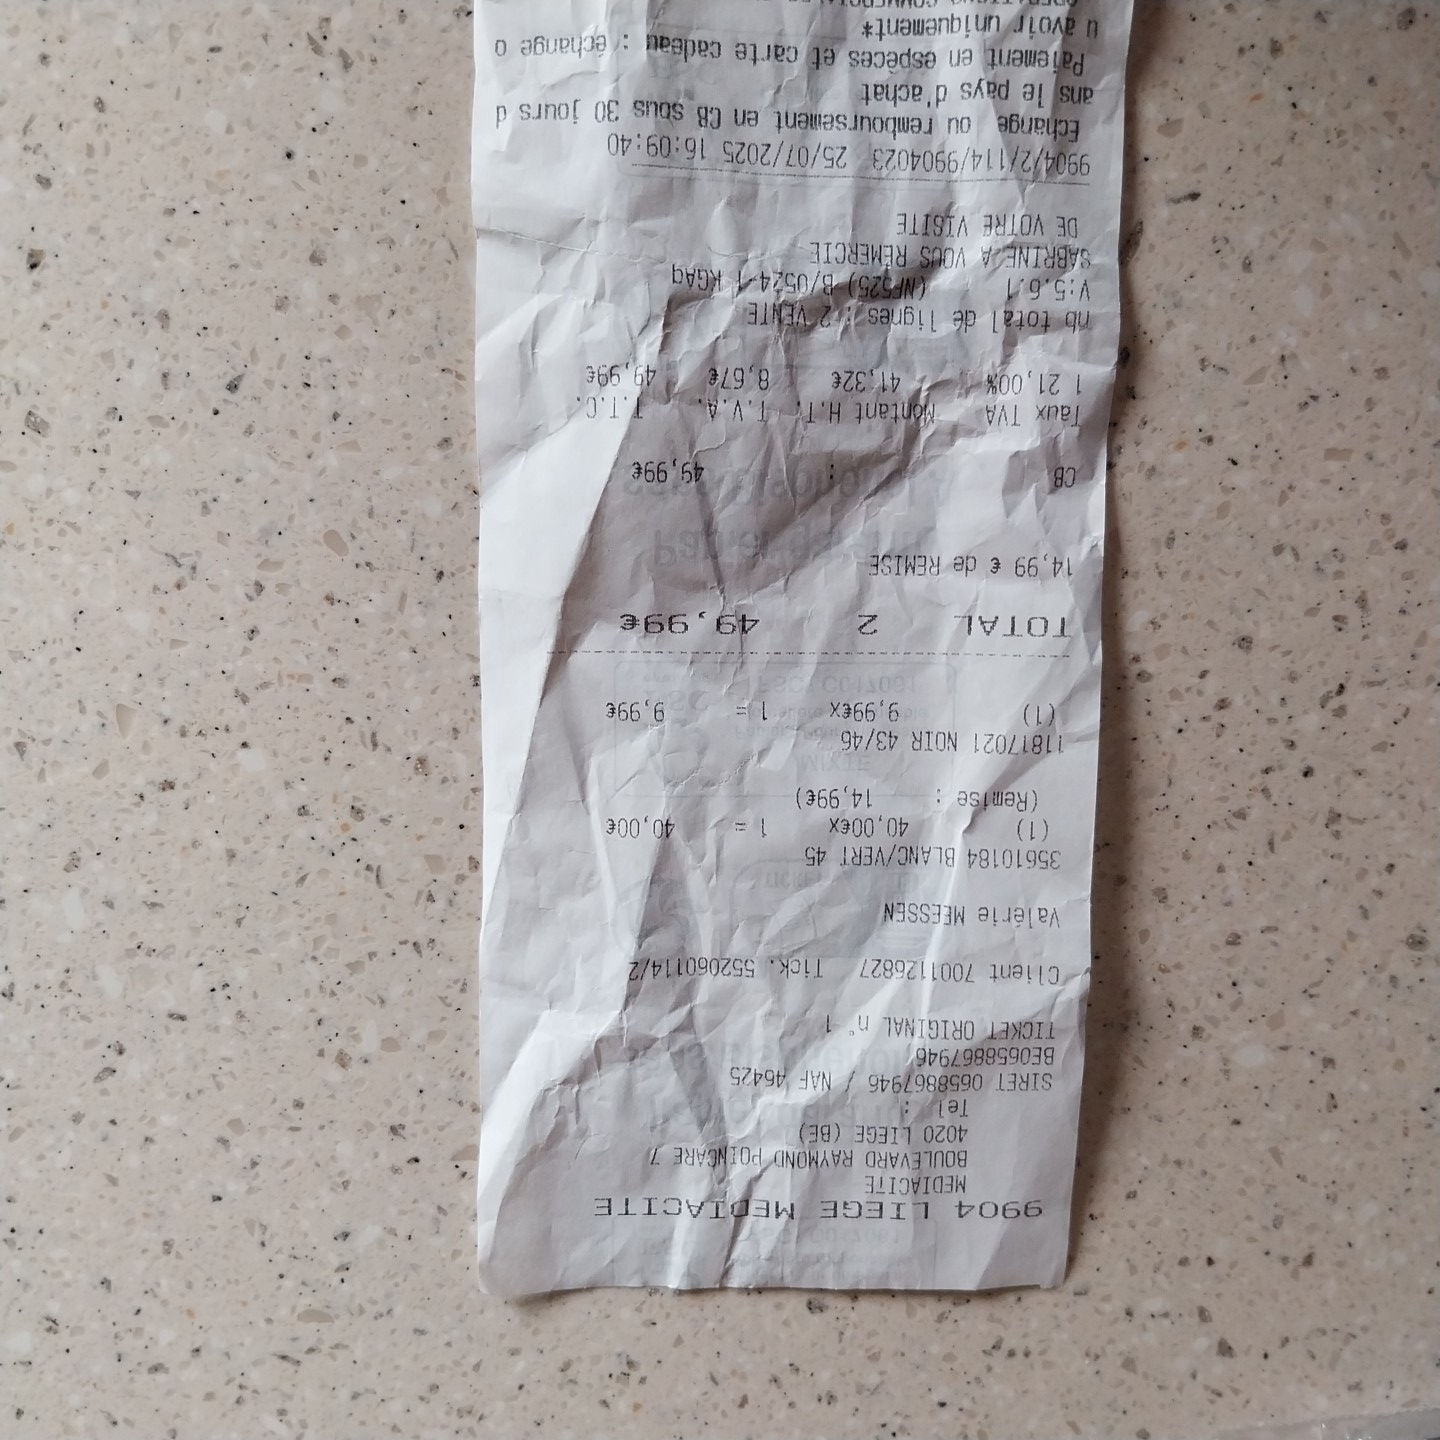 9904 LIEGE MEDIACITE
MEDIACITE
BOULEVARD RAYMOND POINCARE 7
4020 LIEGE (BE)
Tel :
SIRET 0658867946 / NAF 46425
BE0658867946
TICKET ORIGINAL n° 1
Client 7001126827 Tick. 552060114/2
Valérie MEESSEN
35610184 BLANC/VERT 45
(1) 40,00€x 1 = 40,00€
(Remise : 14,99€)
11817021 NOIR 43/46
(1) 9,99€x 1 = 9,99€
TOTAL 2 49,99€
14,99 € de REMISE
CB : 49,99€
Taux TVA Montant H.T. T.V.A. T.T.C.
1 21,00% 41,32€ 8,67€ 49,99€
nb total de lignes : 2 VENTE
V:5.6.1 (NF525) B/0524-1 KGAq
SABRINE A VOUS REMERCIE
DE VOTRE VISITE
9904/2/114/9904023 25/07/2025 16:09:40
Echange ou remboursement en CB sous 30 jours d
ans le pays d'achat
Paiement en espèces et carte cadeau : échange o
u avoir uniquement*